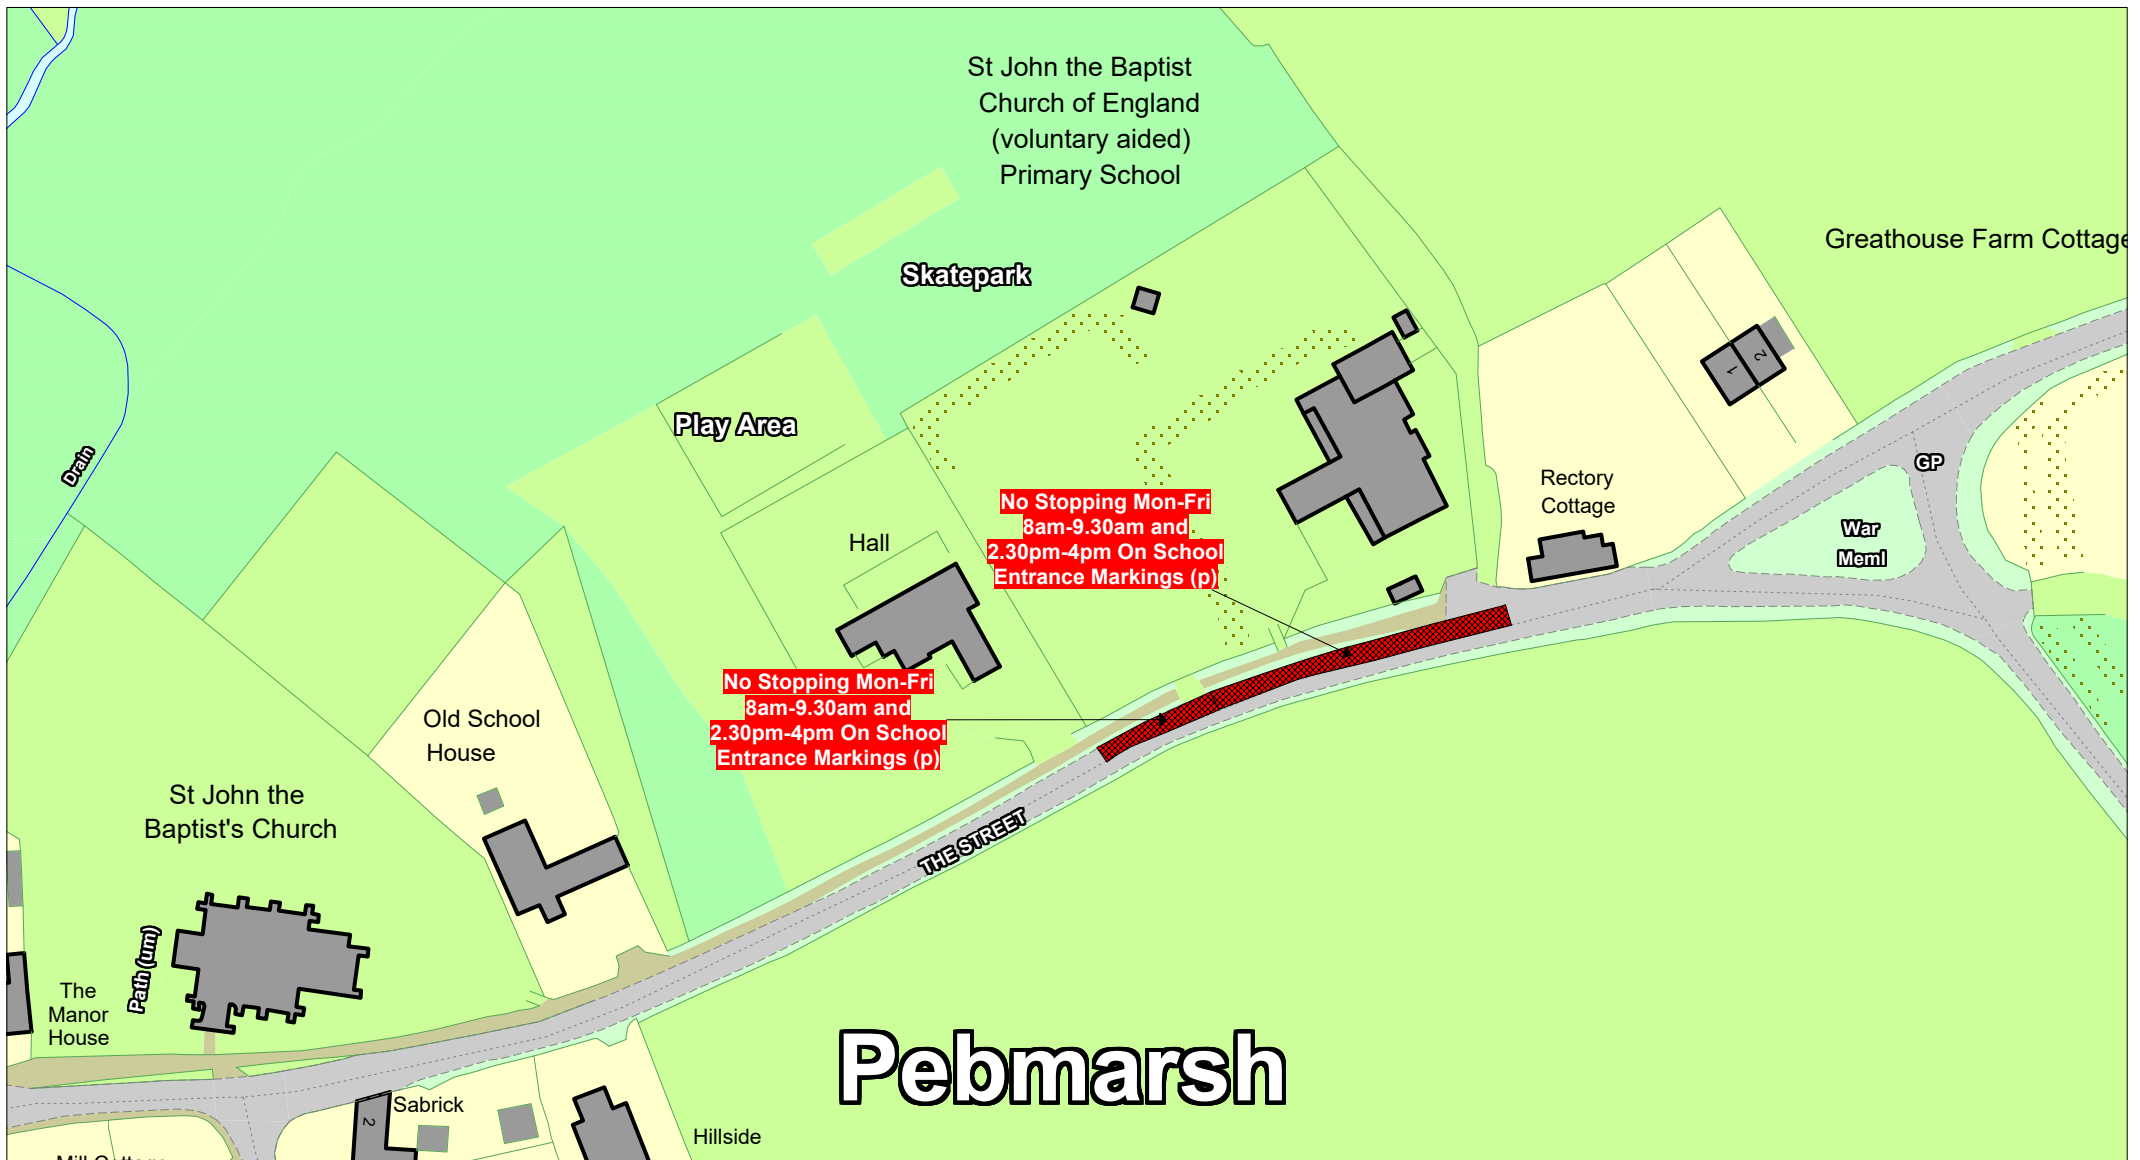 St John the Baptist
Church of England
(voluntary aided)
Primary School
Greathouse Farm Cottage
Skatepark
1
2
Play Area
Drain
GP
Rectory
Cottage
War
Meml
No Stopping Mon-Fri
8am-9.30am and
2.30pm-4pm On School
Entrance Markings (p)
Hall
No Stopping Mon-Fri
8am-9.30am and
2.30pm-4pm On School
Entrance Markings (p)
Old School
House
St John the
Baptist's Church
THE STREET
Path (um)
The
Manor
House
Pebmarsh
Sabrick
2
Hillside